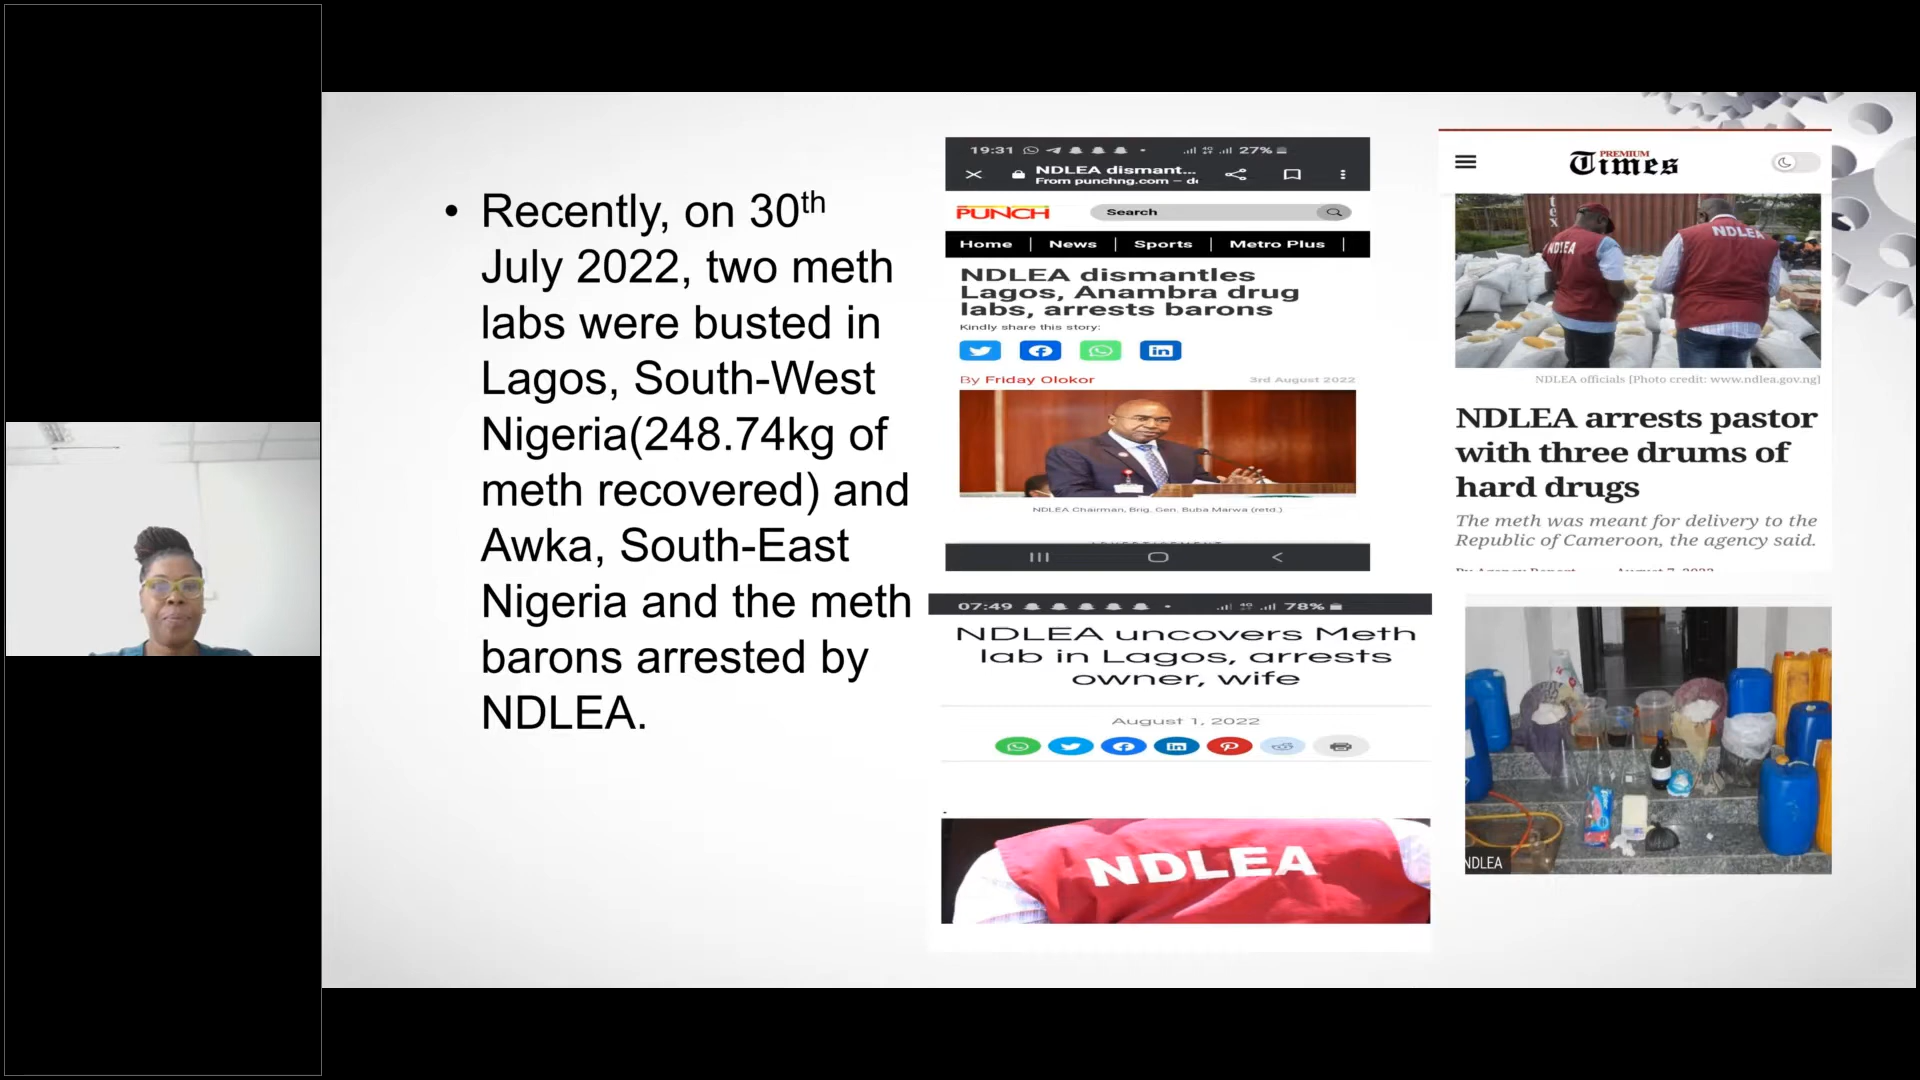 • Recently, on 30th
July 2022, two meth
labs were busted in
Lagos, South-West
Nigeria(248.74kg of
meth recovered) and
Awka, South-East
Nigeria and the meth
barons arrested by
NDLEA.
19:31
27%
NDLEA dismant...
From punchng.com
PUNCH
Search
Home | News | Sports | Metro Plus |
NDLEA dismantles
Lagos, Anambra drug
labs, arrests barons
Kindly share this story:
By Friday Olokor
3rd August 2022
NDLEA Chairman, Brig. Gen. Buba Marwa (retd.)
PREMIUM
Times
tex
NDLEA
NDLEA
NDLEA officials [Photo credit: www.ndlea.gov.ng]
NDLEA arrests pastor
with three drums of
hard drugs
The meth was meant for delivery to the
Republic of Cameroon, the agency said.
07:49
78%
NDLEA uncovers Meth
lab in Lagos, arrests
owner, wife
August 1, 2022
NDLEA
NDLEA